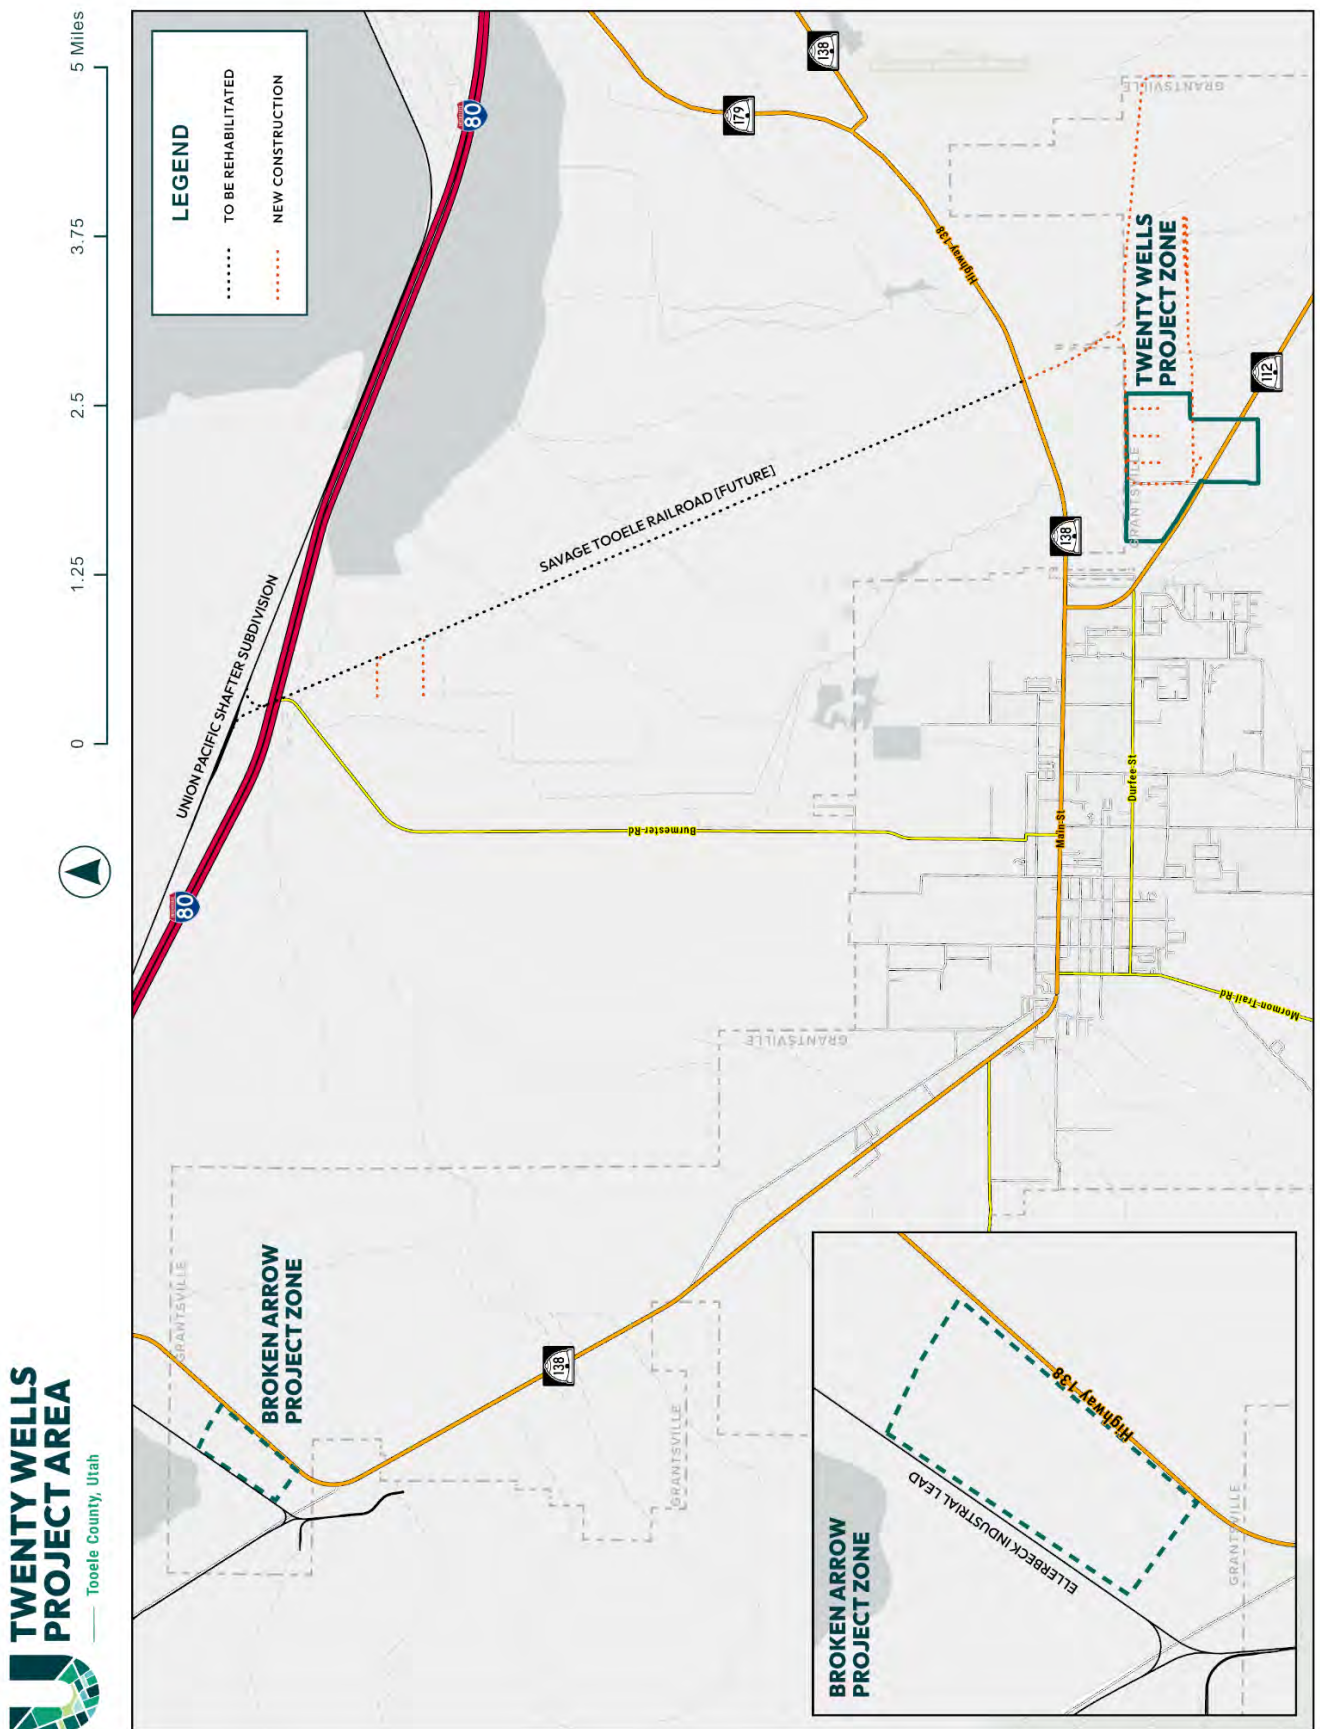 TWENTY WELLS
PROJECT AREA
Tooele County, Utah
0
1.25
2.5
3.75
5 Miles
LEGEND
TO BE REHABILITATED
NEW CONSTRUCTION
80
80
UNION PACIFIC SHAFTER SUBDIVISION
SAVAGE TOOELE RAILROAD [FUTURE]
179
138
Highway 138
GRANTSVILLE
TWENTY WELLS
PROJECT ZONE
112
GRANTSVILLE
138
Burmester Rd
Main St
Durfee St
Mormon Trail Rd
GRANTSVILLE
GRANTSVILLE
BROKEN ARROW
PROJECT ZONE
138
GRANTSVILLE
BROKEN ARROW
PROJECT ZONE
ELLERBECK INDUSTRIAL LEAD
Highway 138
GRANTSVILLE